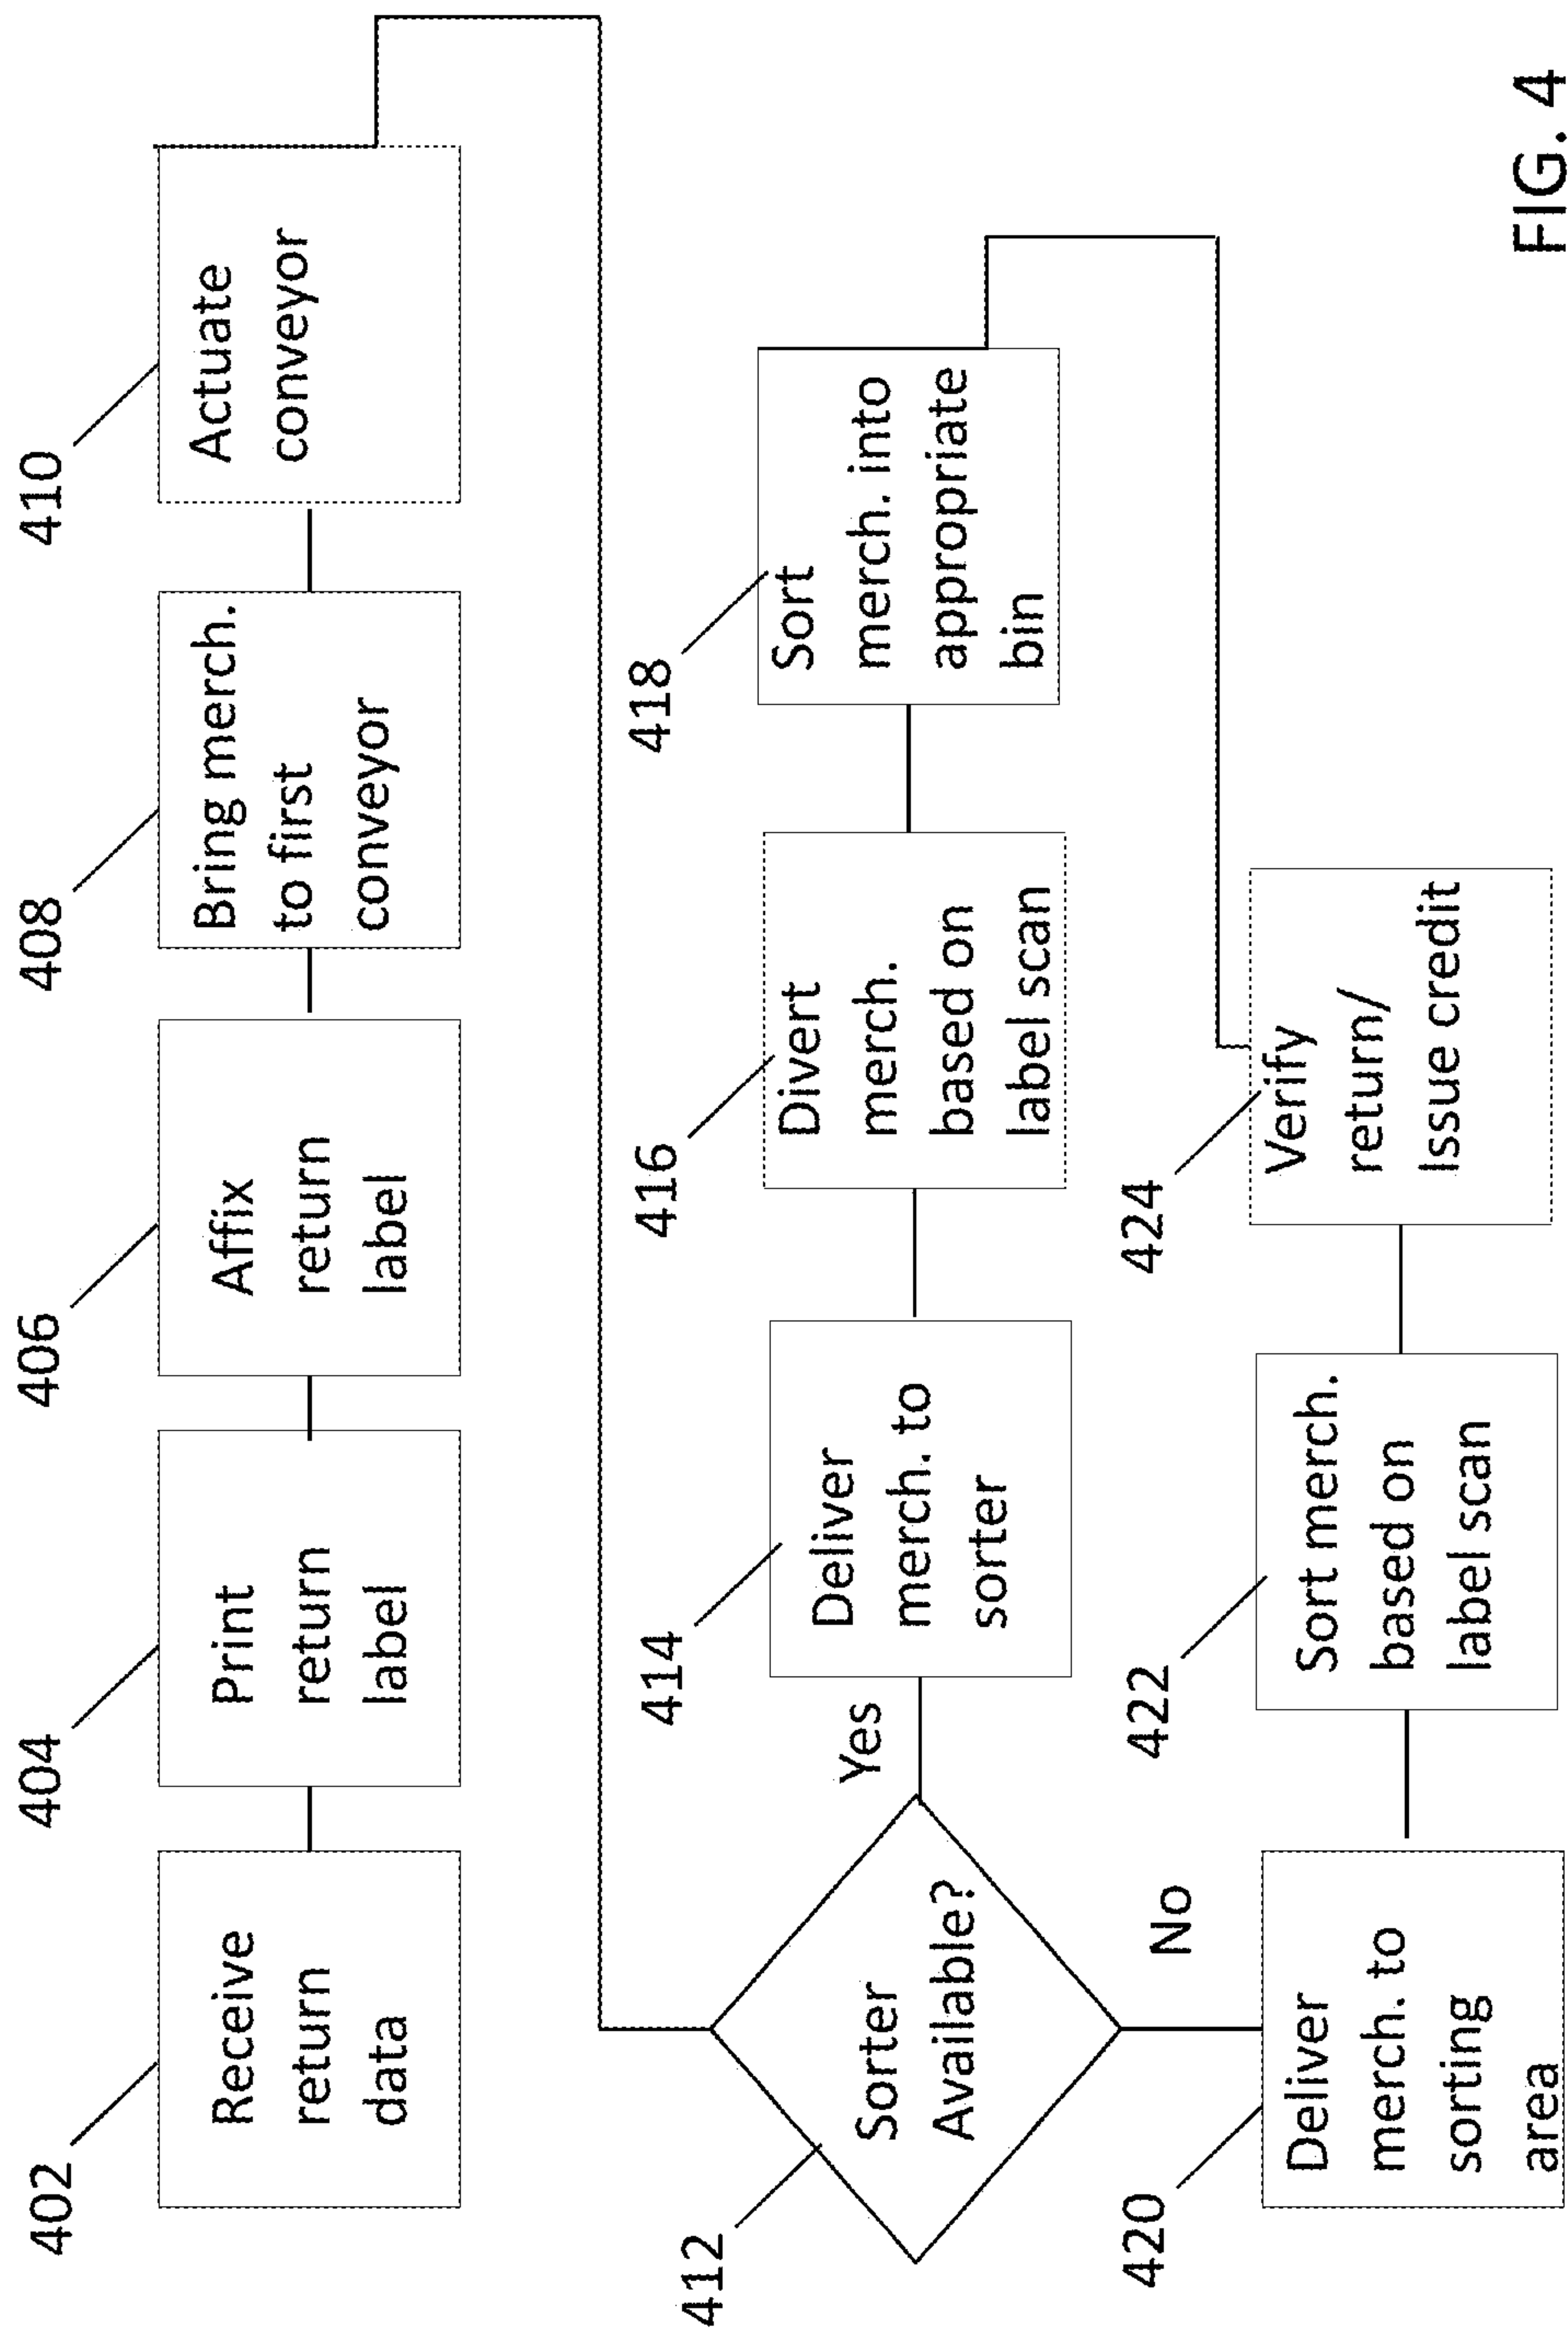 402
Receive
return
data
404
Print
return
label
406
Affix
return
label
408
Bring merch.
to first
conveyor
410
Actuate
conveyor
412
Sorter
Available?
Yes
414
Deliver
merch. to
sorter
416
Divert
merch.
based on
label scan
418
Sort
merch. into
appropriate
bin
No
420
Deliver
merch. to
sorting
area
422
Sort merch.
based on
label scan
424
Verify
return/
Issue credit
FIG. 4